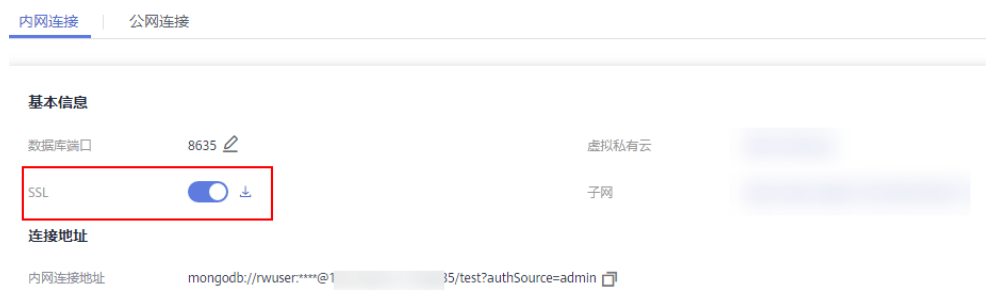 内网连接 公网连接
基本信息
数据库端口 8635 虚拟私有云
SSL 子网
连接地址
内网连接地址 mongodb://rwuser:****@1 35/test?authSource=admin